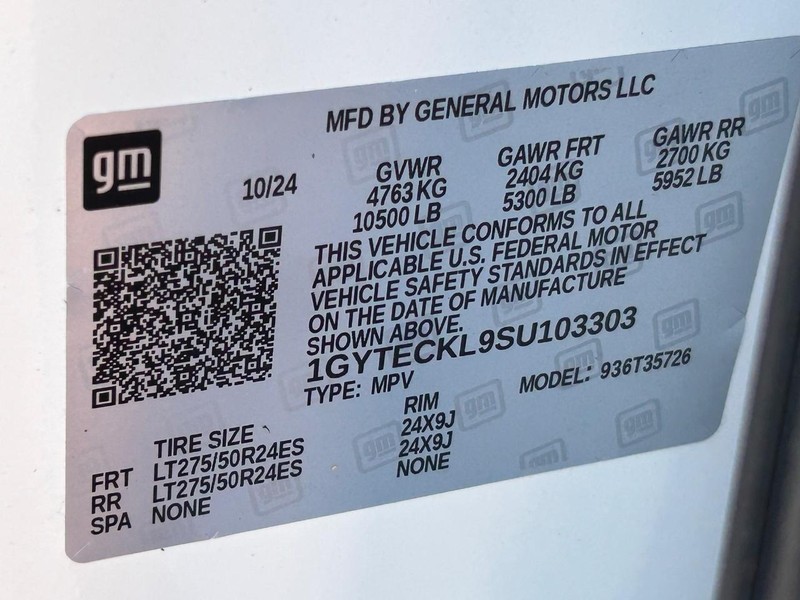 MFD BY GENERAL MOTORS LLC
gm
10/24
GVWR GAWR FRT GAWR RR
4763 KG 2404 KG 2700 KG
10500 LB 5300 LB 5952 LB
THIS VEHICLE CONFORMS TO ALL
APPLICABLE U.S. FEDERAL MOTOR
VEHICLE SAFETY STANDARDS IN EFFECT
ON THE DATE OF MANUFACTURE
SHOWN ABOVE.
1GYTECKL9SU103303
TYPE: MPV MODEL: 936T35726
TIRE SIZE RIM
FRT LT275/50R24ES 24X9J
RR LT275/50R24ES 24X9J
SPA NONE NONE